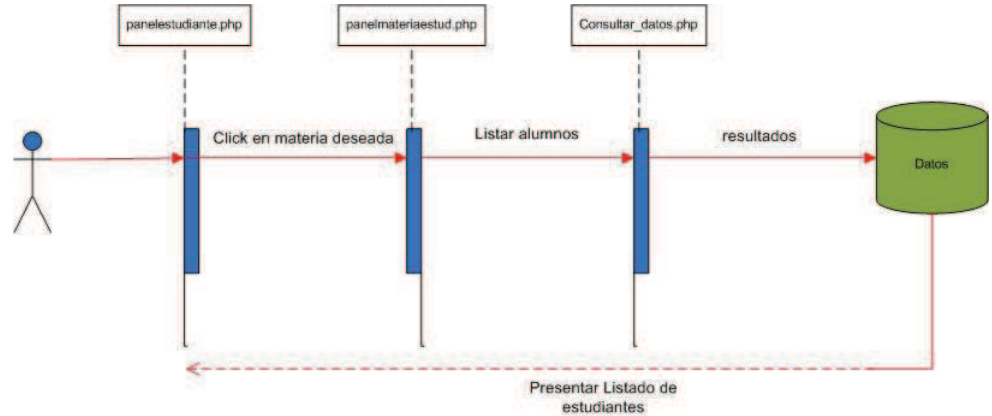 panelestudiante.php
panelmateriaestud.php
Consultar_datos.php
Click en materia deseada
Listar alumnos
resultados
Datos
Presentar Listado de
estudiantes